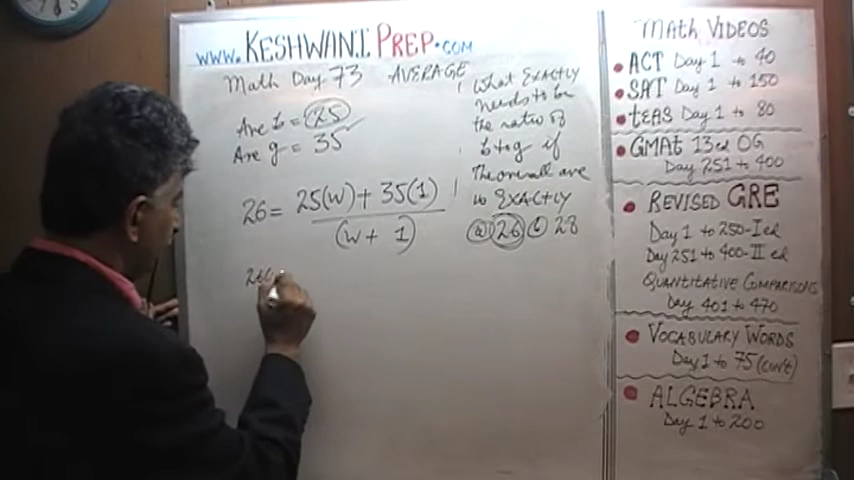 www.KESHWANI PREP.com
Math Day 73 AVERAGE
Ave b = 25
Ave g = 35
26 = 25(w) + 35(1)
(w + 1)
26
What EXACTLY
needs to be
the ratio of
b to g if
the overall ave
is EXACTLY
(a) 26 (b) 28
Math VIDEOS
ACT Day 1 to 40
SAT Day 1 to 150
tEAS Day 1 to 80
GMAt 13 ed OG
Day 251 to 400
REVISED GRE
Day 1 to 250-I ed
Day 251 to 400-II ed
QUANTITATIVE COMPARISONS
Day 401 to 470
VOCABULARY WORDS
Day 1 to 75 (con't)
ALGEBRA
Day 1 to 200